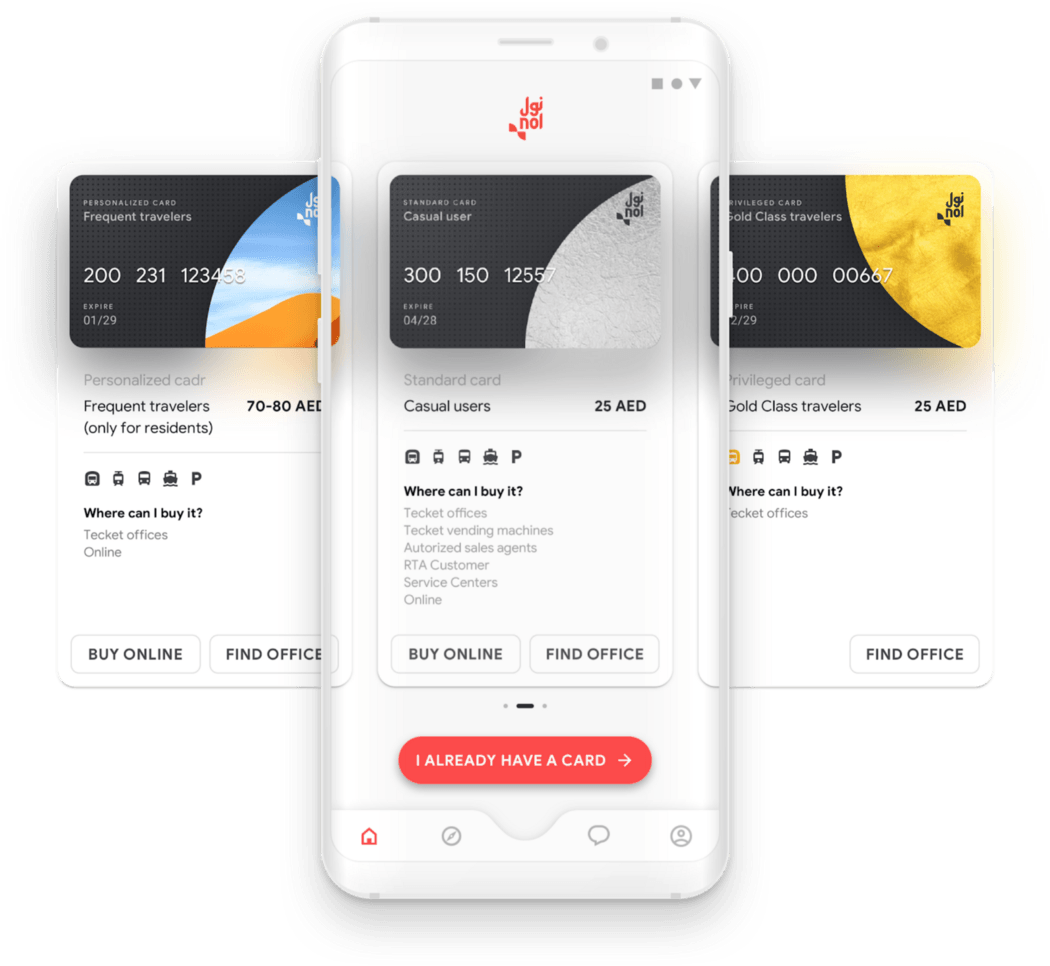 نول
nol
PERSONALIZED CARD
Frequent travelers
نول
nol
200 231 123458
EXPIRE
01/29
Personalized cadr
Frequent travelers 70-80 AED
(only for residents)
P
Where can I buy it?
Tecket offices
Online
BUY ONLINE FIND OFFICE
STANDARD CARD
Casual user
نول
nol
300 150 12557
EXPIRE
04/28
Standard card
Casual users 25 AED
P
Where can I buy it?
Tecket offices
Tecket vending machines
Autorized sales agents
RTA Customer
Service Centers
Online
BUY ONLINE FIND OFFICE
PRIVILEGED CARD
Gold Class travelers
نول
nol
400 000 00667
EXPIRE
2/29
Privileged card
Gold Class travelers 25 AED
P
Where can I buy it?
Tecket offices
FIND OFFICE
I ALREADY HAVE A CARD →